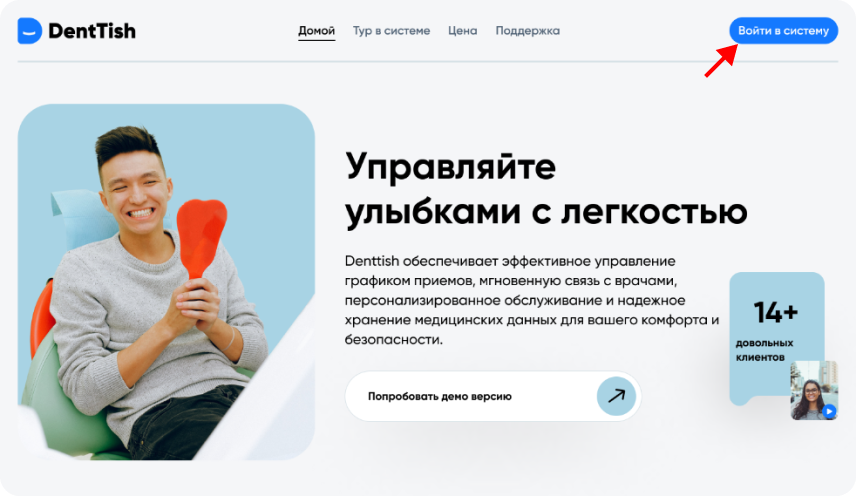 DentTish
Домой
Тур в системе
Цена
Поддержка
Войти в систему
Управляйте
улыбками с легкостью
Denttish обеспечивает эффективное управление
графиком приемов, мгновенную связь с врачами,
персонализированное обслуживание и надежное
хранение медицинских данных для вашего комфорта и
безопасности.
14+
довольных
клиентов
Попробовать демо версию